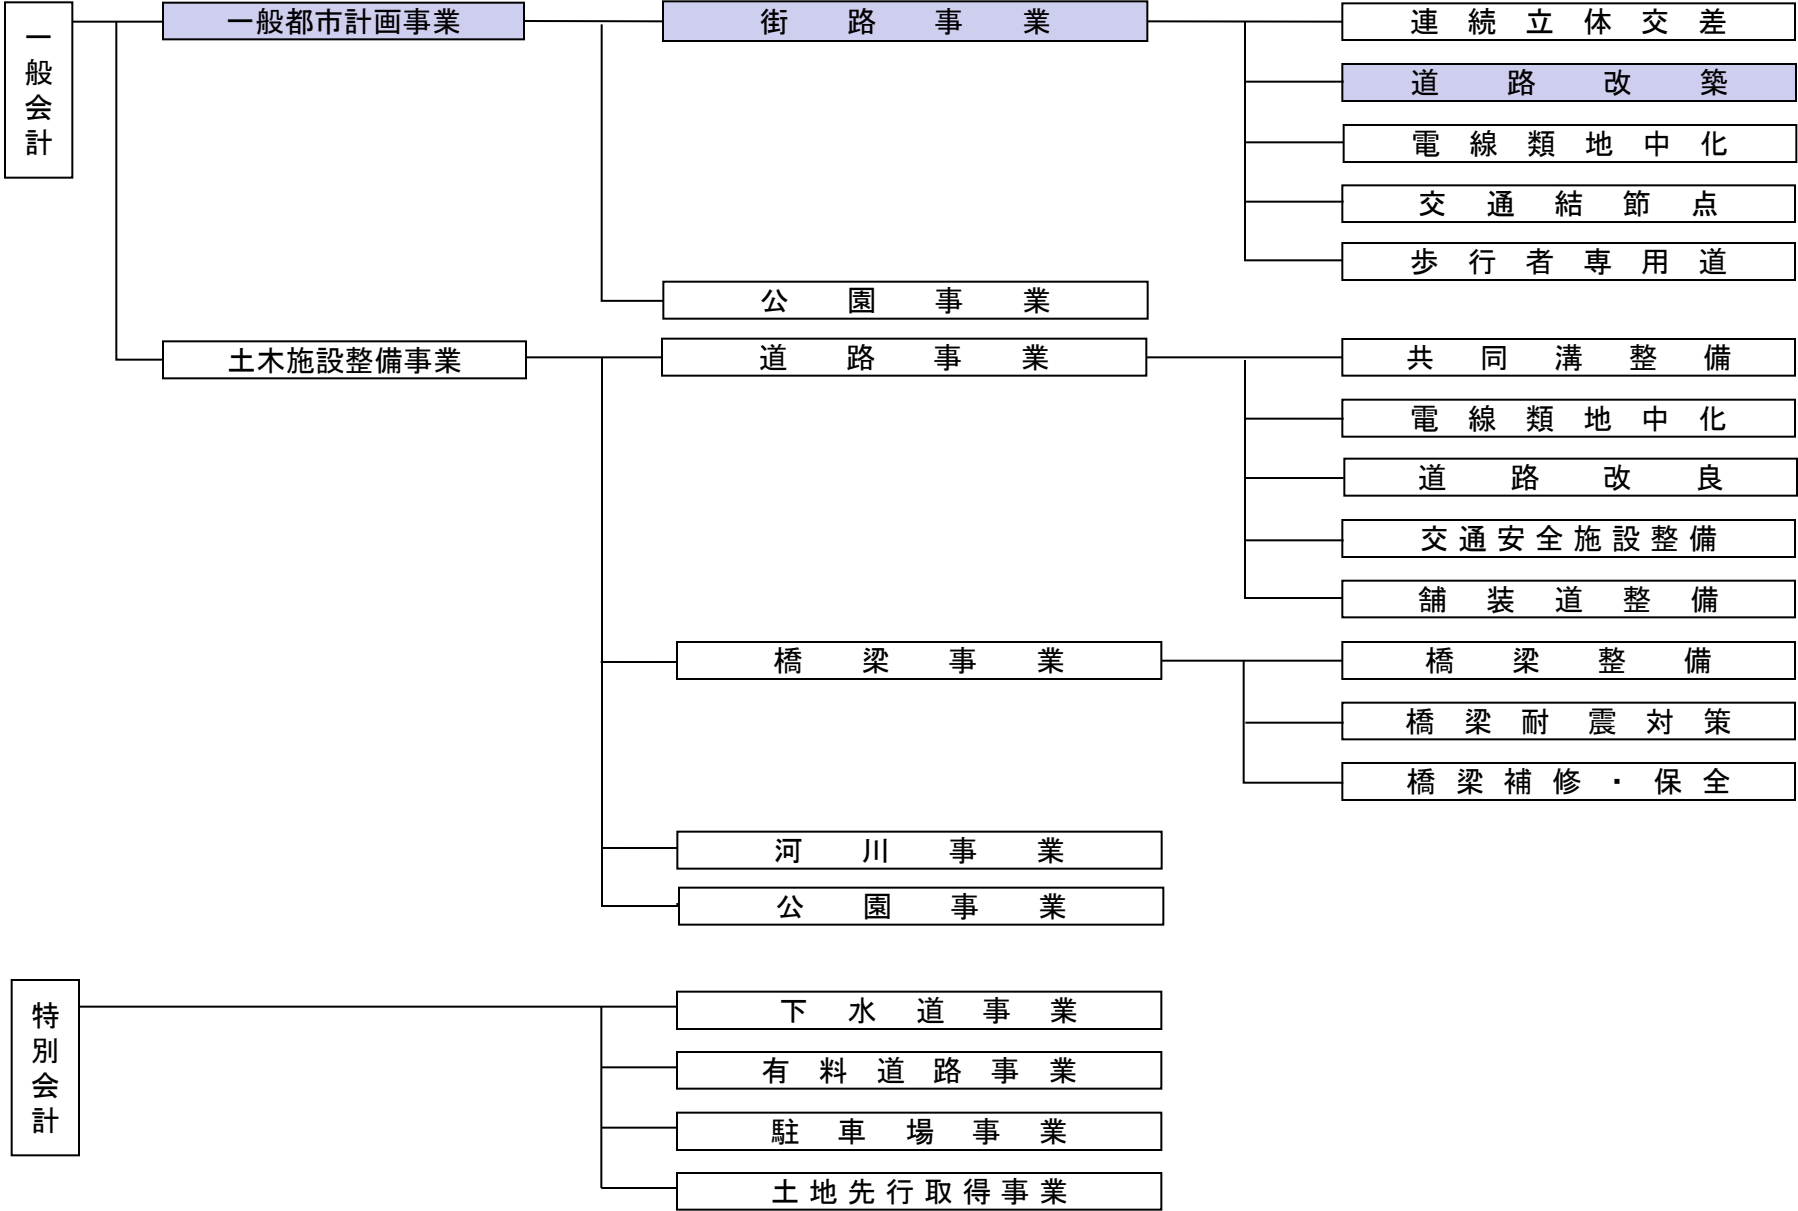 一般会計
一般都市計画事業
街路事業
連続立体交差
道路改築
電線類地中化
交通結節点
歩行者専用道
公園事業
土木施設整備事業
道路事業
共同溝整備
電線類地中化
道路改良
交通安全施設整備
舗装道整備
橋梁事業
橋梁整備
橋梁耐震対策
橋梁補修・保全
河川事業
公園事業
特別会計
下水道事業
有料道路事業
駐車場事業
土地先行取得事業